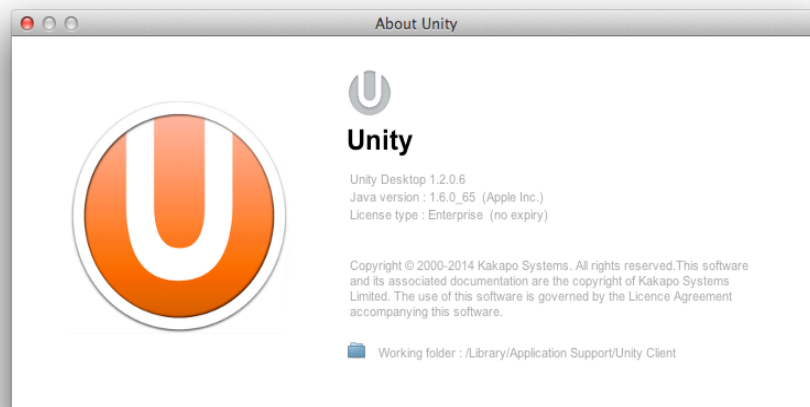 About Unity
Unity
Unity Desktop 1.2.0.6
Java version : 1.6.0_65  (Apple Inc.)
License type : Enterprise  (no expiry)
Copyright © 2000-2014 Kakapo Systems. All rights reserved.This software
and its associated documentation are the copyright of Kakapo Systems
Limited. The use of this software is governed by the Licence Agreement
accompanying this software.
Working folder : /Library/Application Support/Unity Client